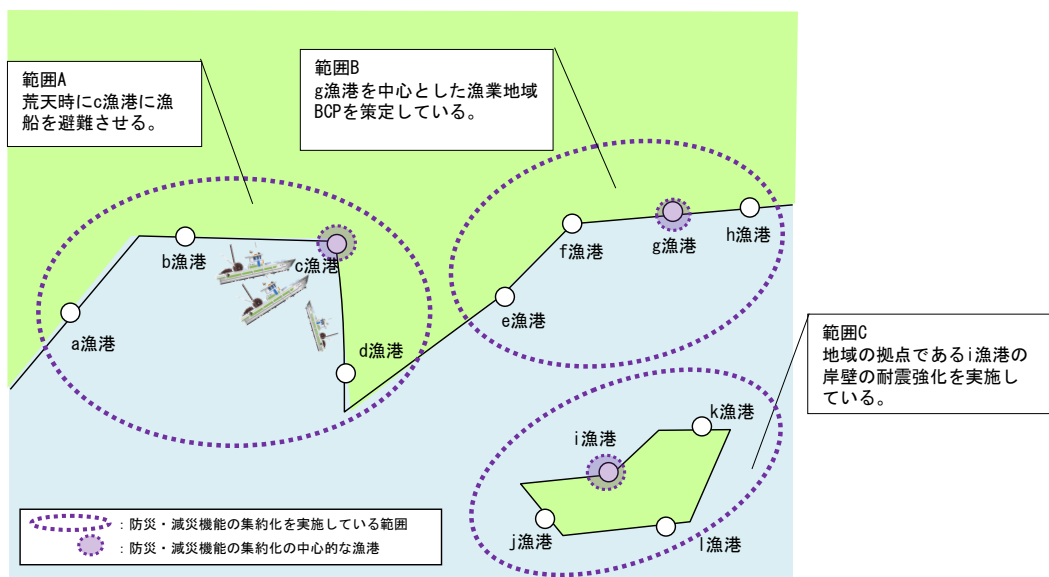 範囲A
荒天時にc漁港に漁
船を避難させる。
範囲B
g漁港を中心とした漁業地域
BCPを策定している。
b漁港
c漁港
a漁港
d漁港
f漁港
g漁港
h漁港
e漁港
範囲C
地域の拠点であるi漁港の
岸壁の耐震強化を実施し
ている。
k漁港
i漁港
j漁港
l漁港
：防災・減災機能の集約化を実施している範囲
：防災・減災機能の集約化の中心的な漁港